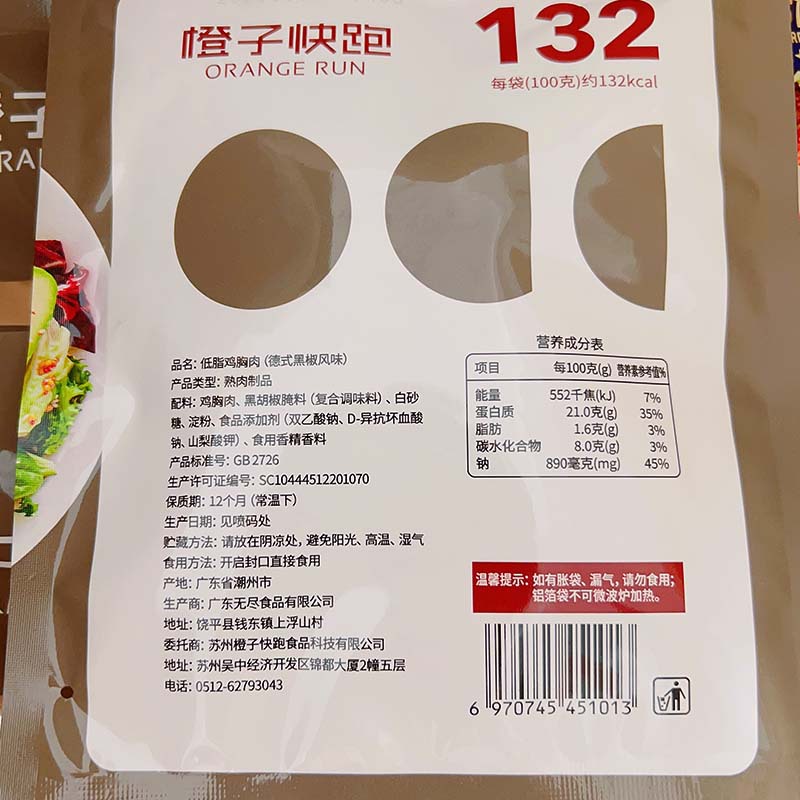 橙子快跑
ORANGE RUN
132
每袋(100克)约132kcal
品名: 低脂鸡胸肉 (德式黑椒风味)
产品类型: 熟肉制品
配料: 鸡胸肉、黑胡椒腌料 (复合调味料) 、白砂
糖、淀粉、食品添加剂 (双乙酸钠、D-异抗坏血酸
钠、山梨酸钾) 、食用香精香料
产品标准号: GB 2726
生产许可证编号: SC10444512201070
保质期: 12个月 (常温下)
生产日期: 见喷码处
贮藏方法: 请放在阴凉处, 避免阳光、高温、湿气
食用方法: 开启封口直接食用
产地: 广东省潮州市
生产商: 广东无尽食品有限公司
地址: 饶平县钱东镇上浮山村
委托商: 苏州橙子快跑食品科技有限公司
地址: 苏州吴中经济开发区锦都大厦2幢五层
电话: 0512-62793043
营养成分表
项目 每100克(g) 营养素参考值%
能量 552千焦(kJ) 7%
蛋白质 21.0克(g) 35%
脂肪 1.6克(g) 3%
碳水化合物 8.0克(g) 3%
钠 890毫克(mg) 45%
温馨提示: 如有胀袋、漏气, 请勿食用;
铝箔袋不可微波炉加热。
6 970745 451013
子
RA